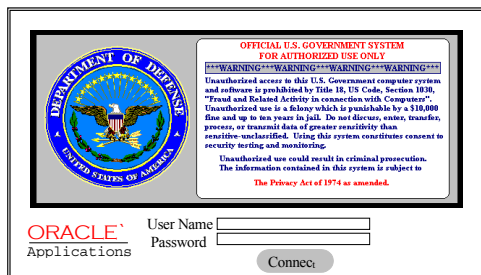 DEPARTMENT OF DEFENSE
UNITED STATES OF AMERICA
OFFICIAL U.S. GOVERNMENT SYSTEM
FOR AUTHORIZED USE ONLY
***WARNING***WARNING***WARNING***WARNING***
Unauthorized access to this U.S. Government computer system
and software is prohibited by Title 18, US Code, Section 1030,
"Fraud and Related Activity in connection with Computers".
Unauthorized use is a felony which is punishable by a $10,000
fine and up to ten years in jail. Do not discuss, enter, transfer,
process, or transmit data of greater sensitivity than
sensitive-unclassified. Using this system constitutes consent to
security testing and monitoring.
Unauthorized use could result in criminal prosecution.
The information contained in this system is subject to
The Privacy Act of 1974 as amended.
ORACLE`
Applications
User Name
Password
Connect